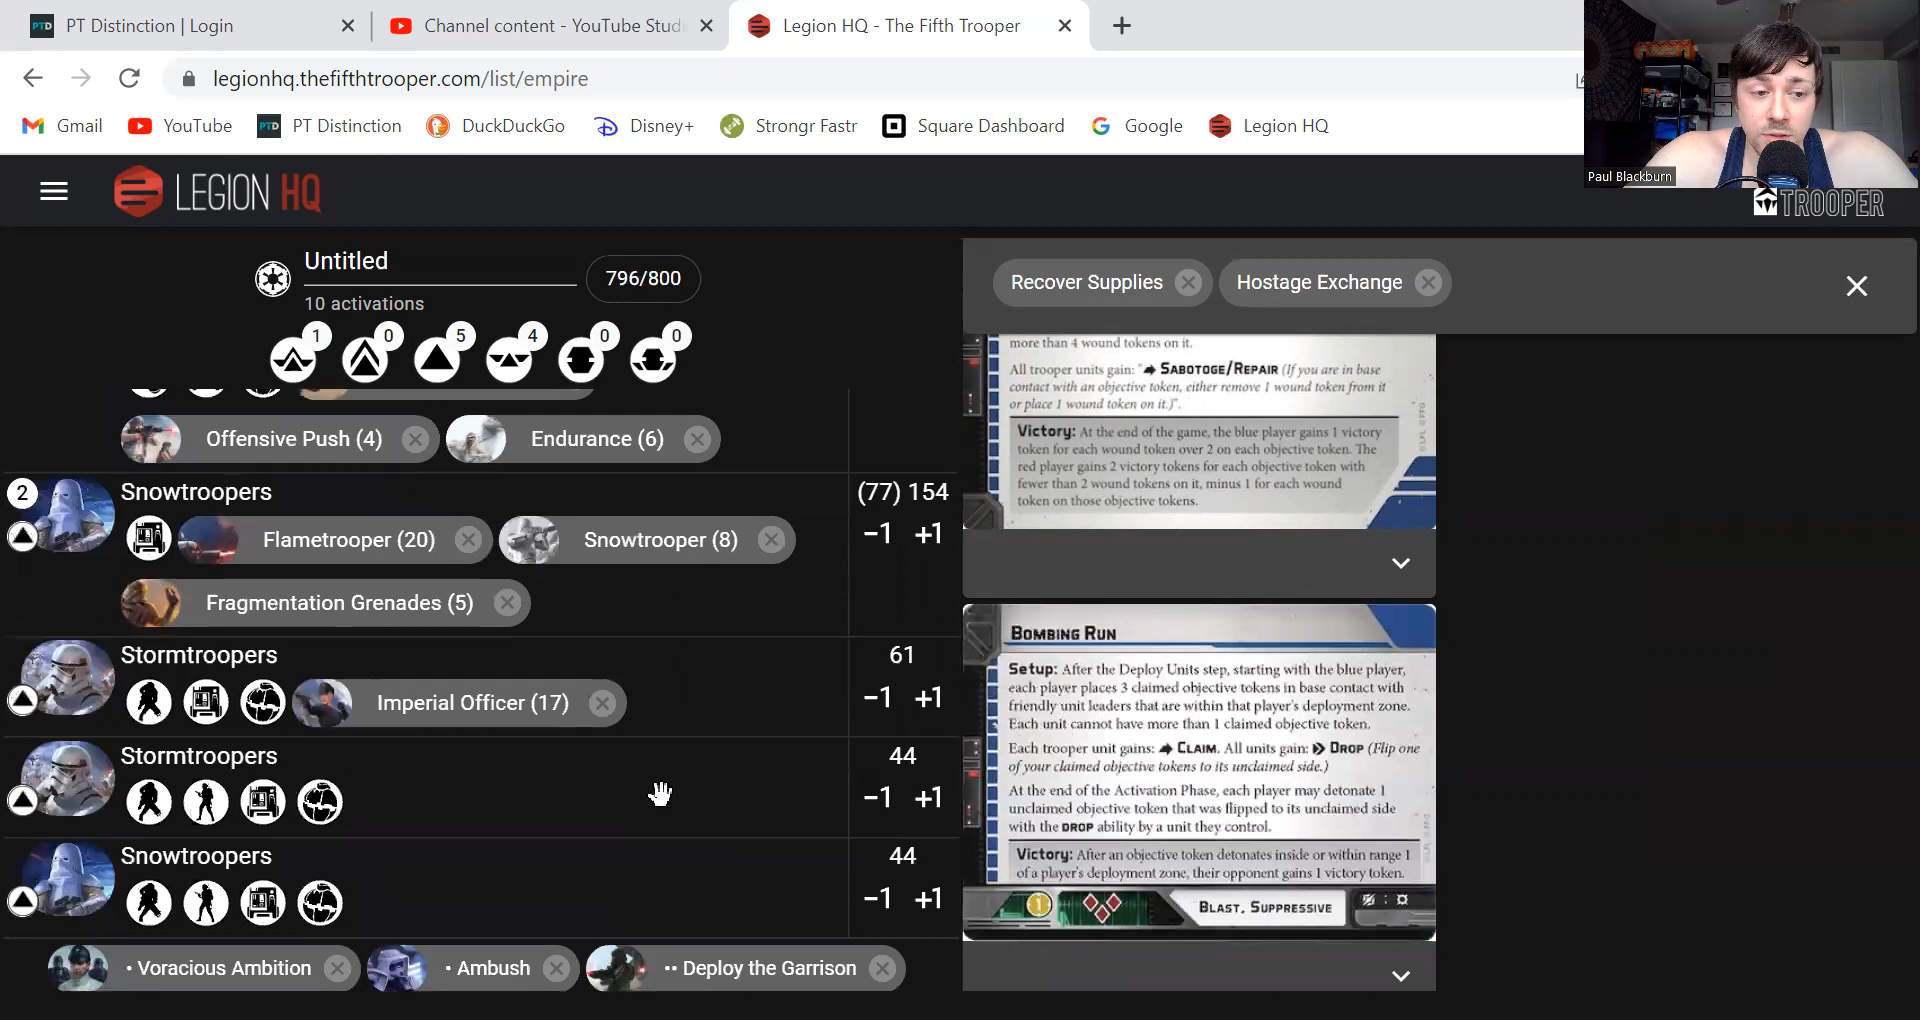 PTD PT Distinction | Login
Channel content - YouTube Studi
Legion HQ - The Fifth Trooper
legionhq.thefifthtrooper.com/list/empire
Gmail YouTube PTD PT Distinction DuckDuckGo Disney+ Strongr Fastr Square Dashboard Google Legion HQ
Paul Blackburn
LEGION HQ
TROOPER
Untitled
796/800
10 activations
1 0 5 4 0 0
Offensive Push (4) Endurance (6)
2 Snowtroopers (77) 154
Flametrooper (20) Snowtrooper (8) −1 +1
Fragmentation Grenades (5)
Stormtroopers 61
Imperial Officer (17) −1 +1
Stormtroopers 44
−1 +1
Snowtroopers 44
−1 +1
• Voracious Ambition • Ambush •• Deploy the Garrison
Recover Supplies Hostage Exchange
more than 4 wound tokens on it.
All trooper units gain: "Sabotoge/Repair (If you are in base
contact with an objective token, either remove 1 wound token from it
or place 1 wound token on it.)".
Victory: At the end of the game, the blue player gains 1 victory
token for each wound token over 2 on each objective token. The
red player gains 2 victory tokens for each objective token with
fewer than 2 wound tokens on it, minus 1 for each wound
token on those objective tokens.
Bombing Run
Setup: After the Deploy Units step, starting with the blue player,
each player places 3 claimed objective tokens in base contact with
friendly unit leaders that are within that player's deployment zone.
Each unit cannot have more than 1 claimed objective token.
Each trooper unit gains: Claim. All units gain: Drop (Flip one
of your claimed objective tokens to its unclaimed side.)
At the end of the Activation Phase, each player may detonate 1
unclaimed objective token that was flipped to its unclaimed side
with the DROP ability by a unit they control.
Victory: After an objective token detonates inside or within range 1
of a player's deployment zone, their opponent gains 1 victory token.
1 Blast, Suppressive :